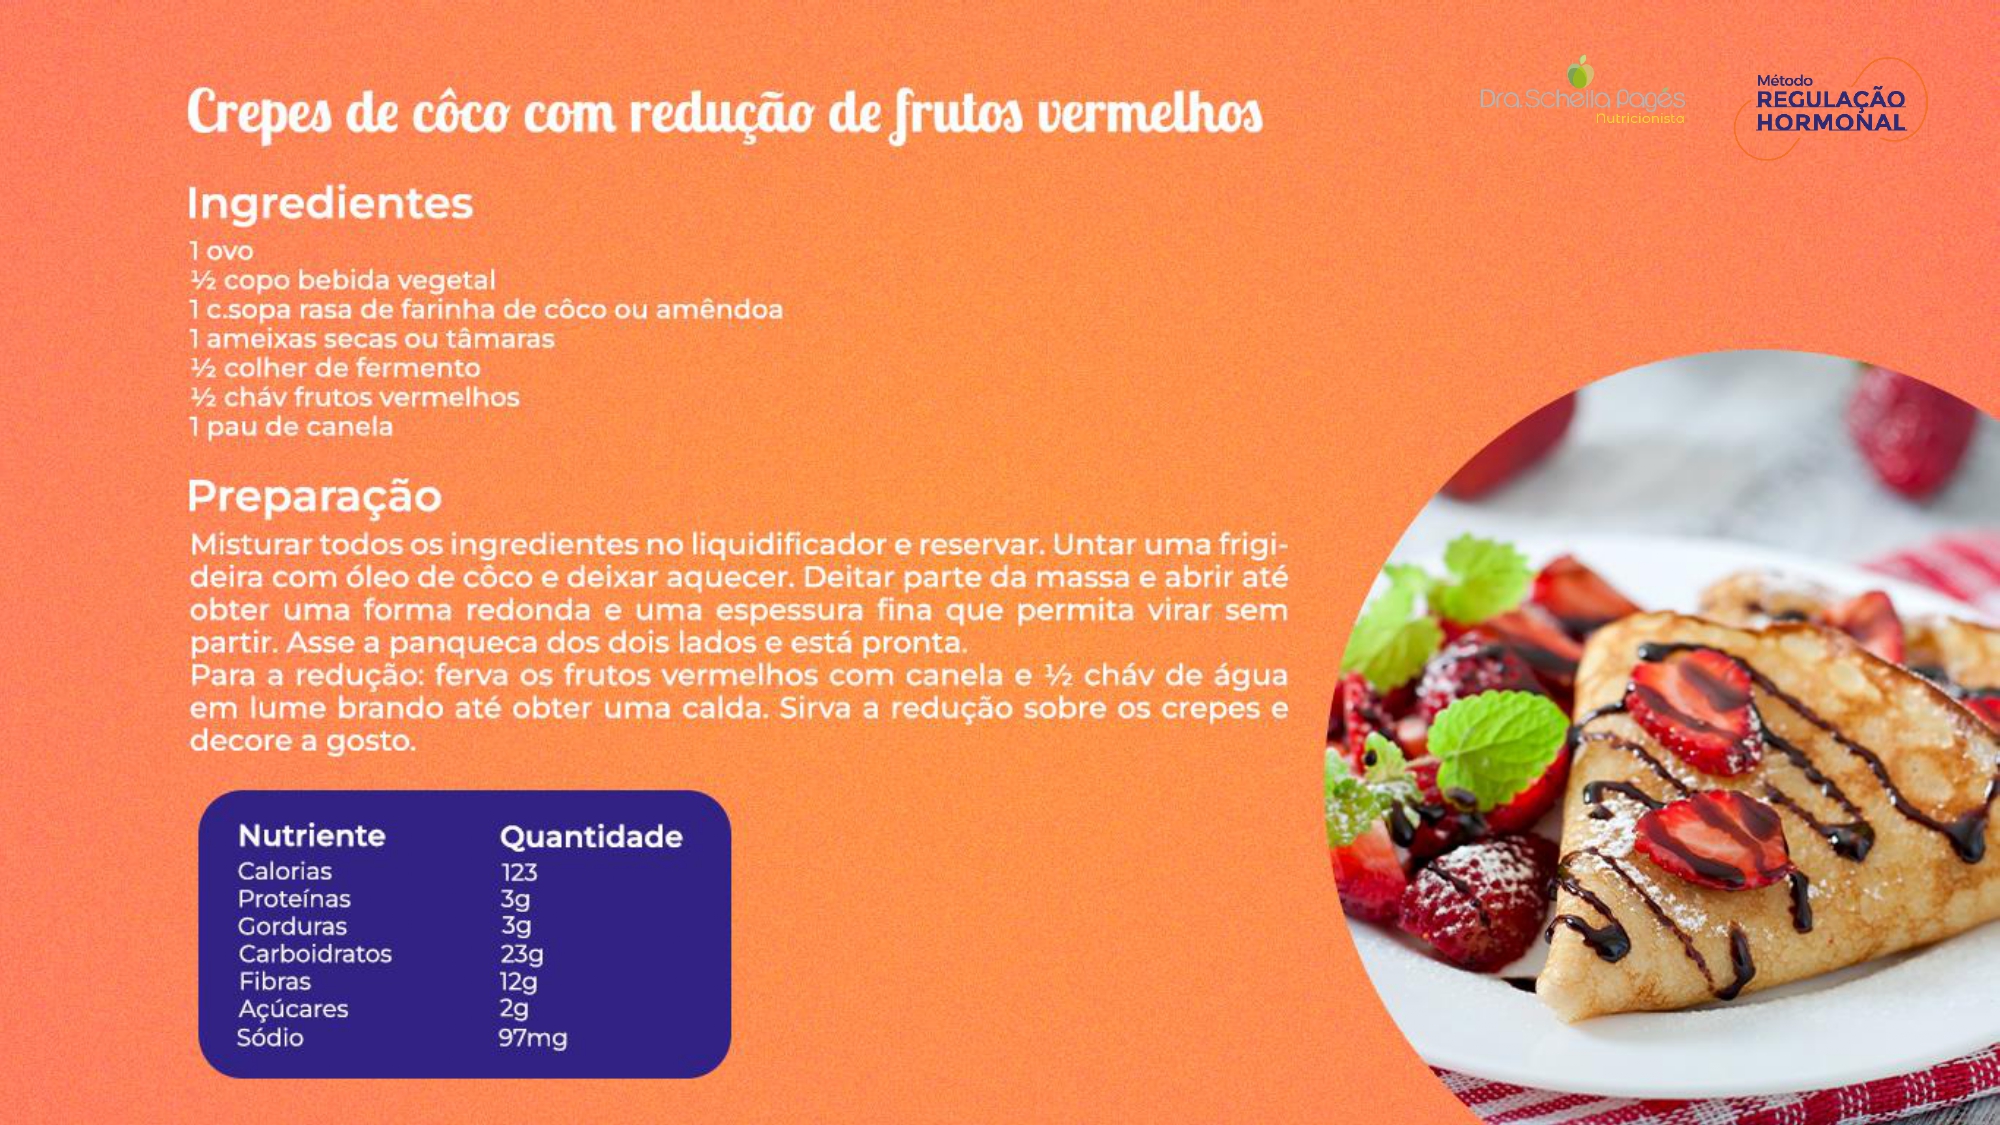 Crepes de côco com redução de frutos vermelhos
Dra. Scheila Pagés
Nutricionista
Método
REGULAÇÃO
HORMONAL
Ingredientes
1 ovo
½ copo bebida vegetal
1 c.sopa rasa de farinha de côco ou amêndoa
1 ameixas secas ou tâmaras
½ colher de fermento
½ cháv frutos vermelhos
1 pau de canela
Preparação
Misturar todos os ingredientes no liquidificador e reservar. Untar uma frigi-
deira com óleo de côco e deixar aquecer. Deitar parte da massa e abrir até
obter uma forma redonda e uma espessura fina que permita virar sem
partir. Asse a panqueca dos dois lados e está pronta.
Para a redução: ferva os frutos vermelhos com canela e ½ cháv de água
em lume brando até obter uma calda. Sirva a redução sobre os crepes e
decore a gosto.
Nutriente Quantidade
Calorias 123
Proteínas 3g
Gorduras 3g
Carboidratos 23g
Fibras 12g
Açúcares 2g
Sódio 97mg